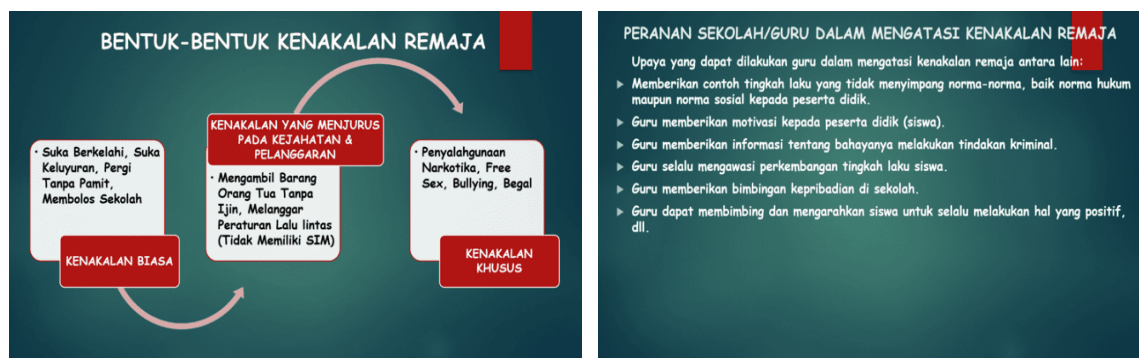 BENTUK-BENTUK KENAKALAN REMAJA
• Suka Berkelahi, Suka
Keluyuran, Pergi
Tanpa Pamit,
Membolos Sekolah
KENAKALAN BIASA
KENAKALAN YANG MENJURUS
PADA KEJAHATAN &
PELANGGARAN
• Mengambil Barang
Orang Tua Tanpa
Ijin, Melanggar
Peraturan Lalu lintas
(Tidak Memiliki SIM)
• Penyalahgunaan
Narkotika, Free
Sex, Bullying, Begal
KENAKALAN
KHUSUS
PERANAN SEKOLAH/GURU DALAM MENGATASI KENAKALAN REMAJA
Upaya yang dapat dilakukan guru dalam mengatasi kenakalan remaja antara lain:
Memberikan contoh tingkah laku yang tidak menyimpang norma-norma, baik norma hukum
maupun norma sosial kepada peserta didik.
Guru memberikan motivasi kepada peserta didik (siswa).
Guru memberikan informasi tentang bahayanya melakukan tindakan kriminal.
Guru selalu mengawasi perkembangan tingkah laku siswa.
Guru memberikan bimbingan kepribadian di sekolah.
Guru dapat membimbing dan mengarahkan siswa untuk selalu melakukan hal yang positif,
dll.